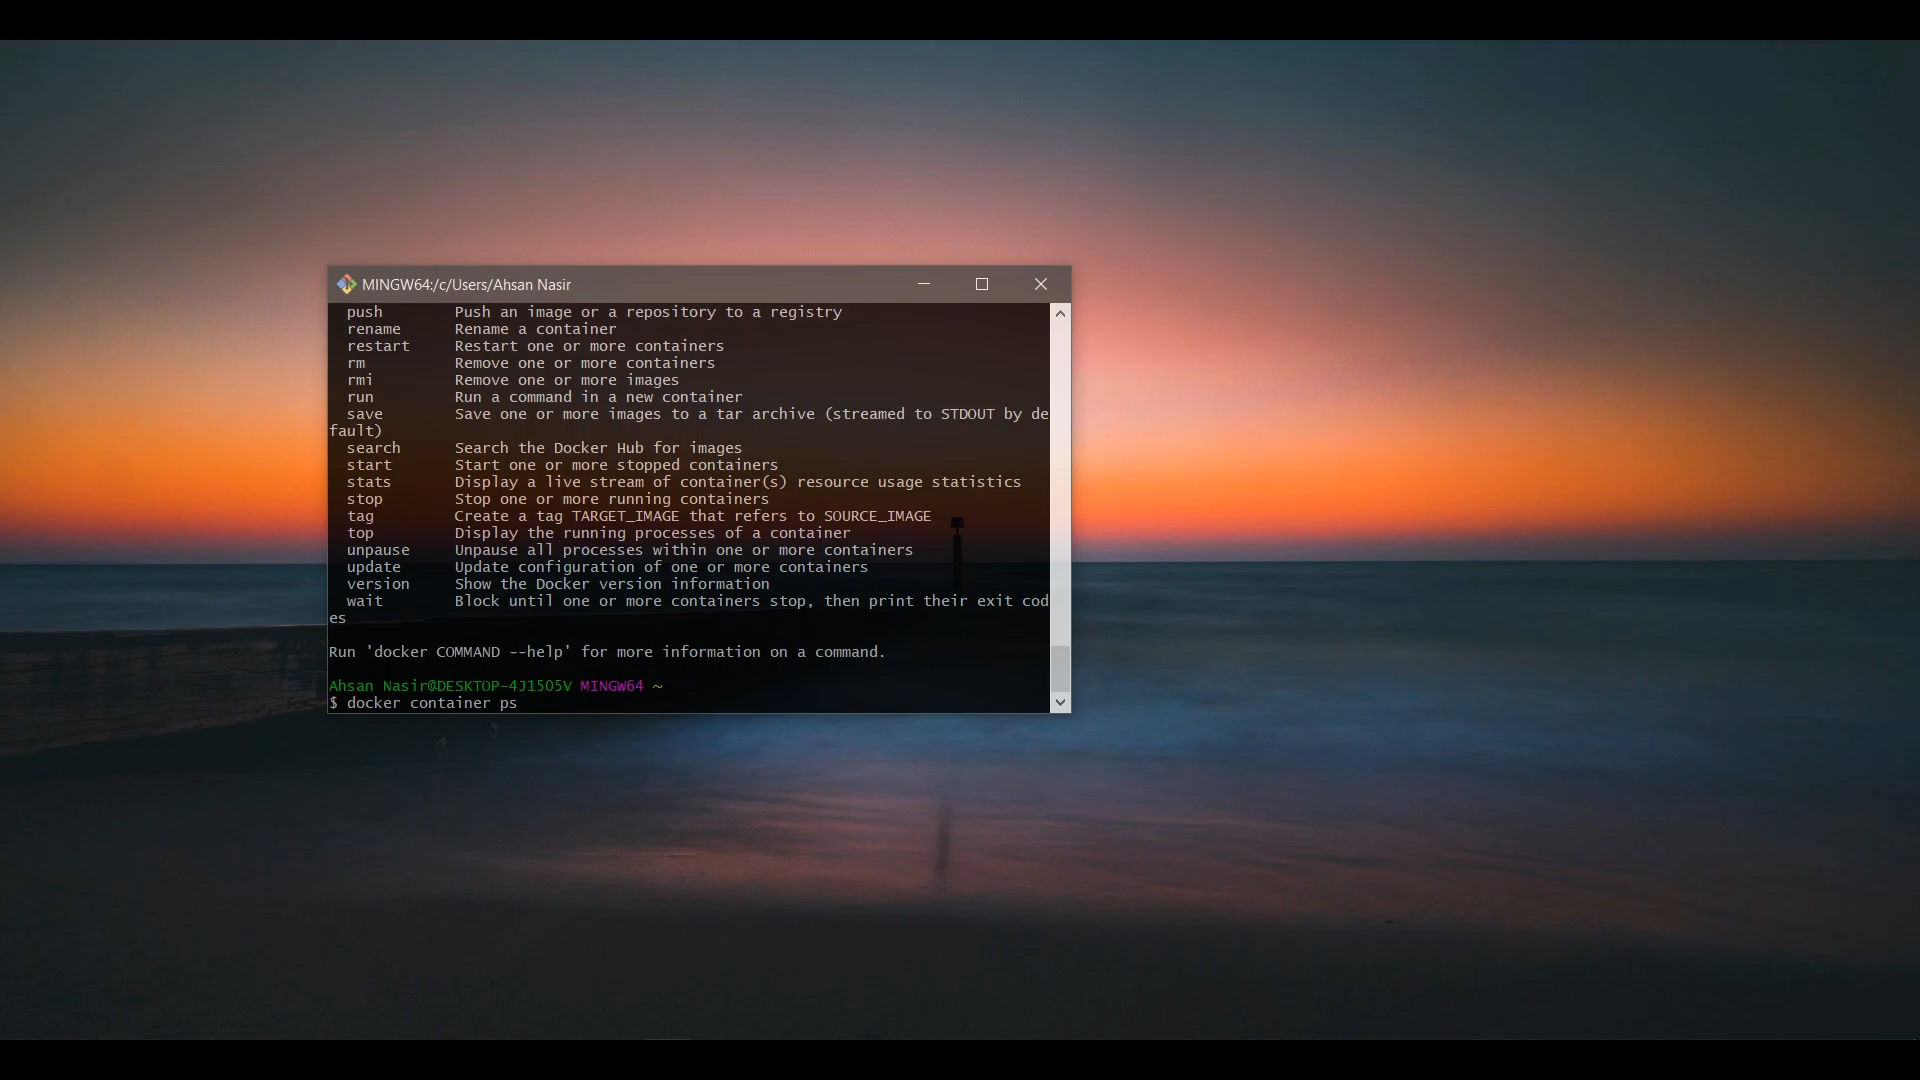 MINGW64:/c/Users/Ahsan Nasir
push Push an image or a repository to a registry
rename Rename a container
restart Restart one or more containers
rm Remove one or more containers
rmi Remove one or more images
run Run a command in a new container
save Save one or more images to a tar archive (streamed to STDOUT by de
fault)
search Search the Docker Hub for images
start Start one or more stopped containers
stats Display a live stream of container(s) resource usage statistics
stop Stop one or more running containers
tag Create a tag TARGET_IMAGE that refers to SOURCE_IMAGE
top Display the running processes of a container
unpause Unpause all processes within one or more containers
update Update configuration of one or more containers
version Show the Docker version information
wait Block until one or more containers stop, then print their exit cod
es
Run 'docker COMMAND --help' for more information on a command.
Ahsan Nasir@DESKTOP-4J15O5V MINGW64 ~
$ docker container ps